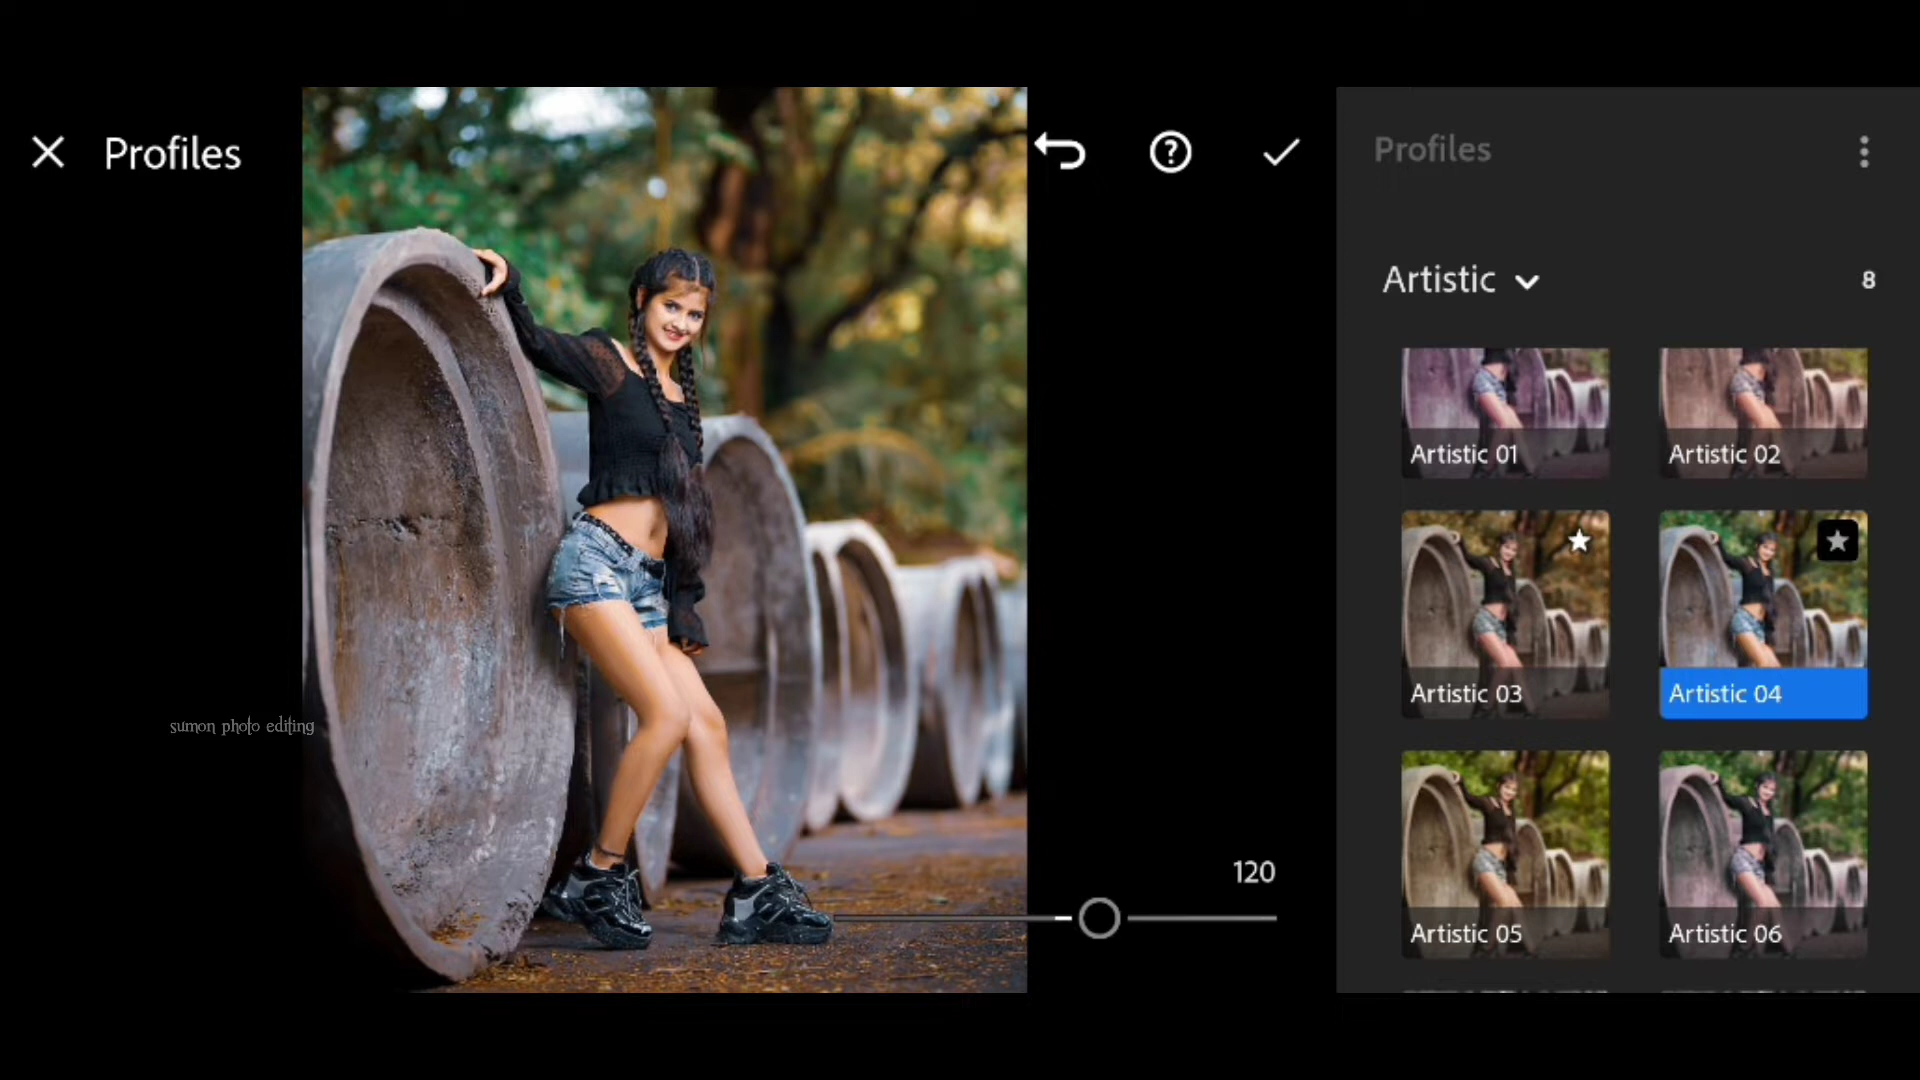 Profiles
Profiles
Artistic
8
Artistic 01
Artistic 02
Artistic 03
Artistic 04
Artistic 05
Artistic 06
120
sumon photo editing